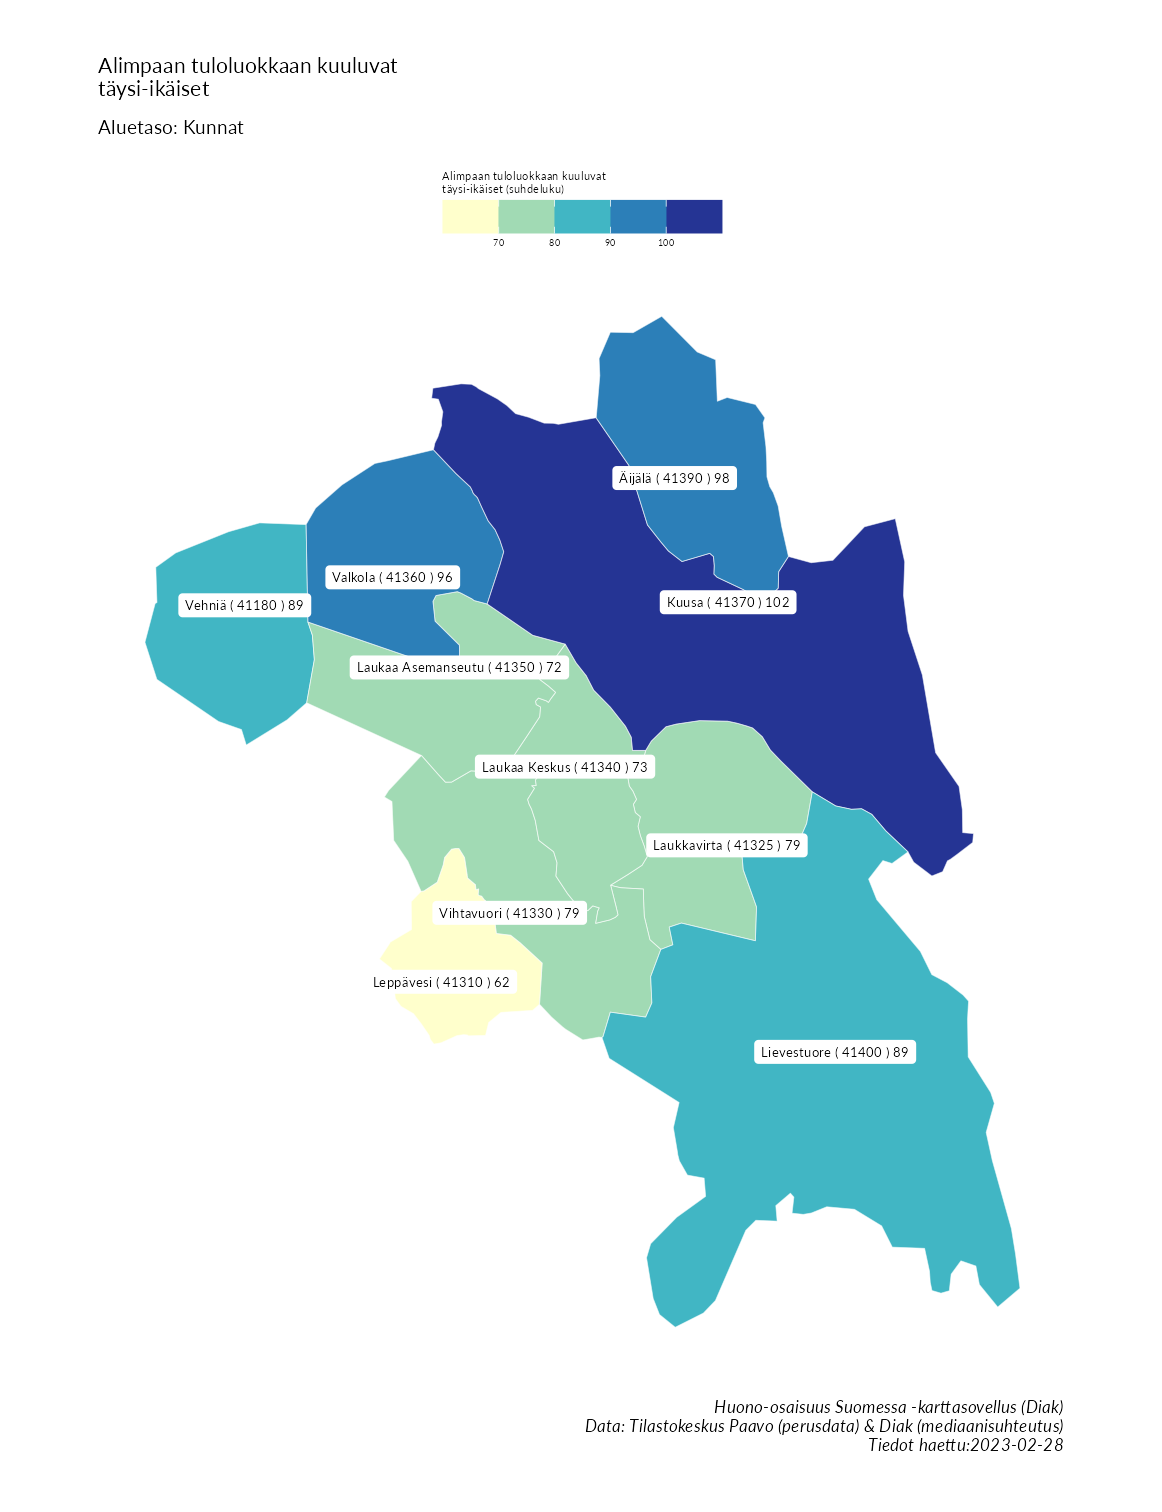 Alimpaan tuloluokkaan kuuluvat
täysi-ikäiset
Aluetaso: Kunnat
Alimpaan tuloluokkaan kuuluvat
täysi-ikäiset (suhdeluku)
70 80 90 100
Äijälä ( 41390 ) 98
Valkola ( 41360 ) 96
Kuusa ( 41370 ) 102
Vehniä ( 41180 ) 89
Laukaa Asemanseutu ( 41350 ) 72
Laukaa Keskus ( 41340 ) 73
Laukkavirta ( 41325 ) 79
Vihtavuori ( 41330 ) 79
Leppävesi ( 41310 ) 62
Lievestuore ( 41400 ) 89
Huono-osaisuus Suomessa -karttasovellus (Diak)
Data: Tilastokeskus Paavo (perusdata) & Diak (mediaanisuhteutus)
Tiedot haettu:2023-02-28